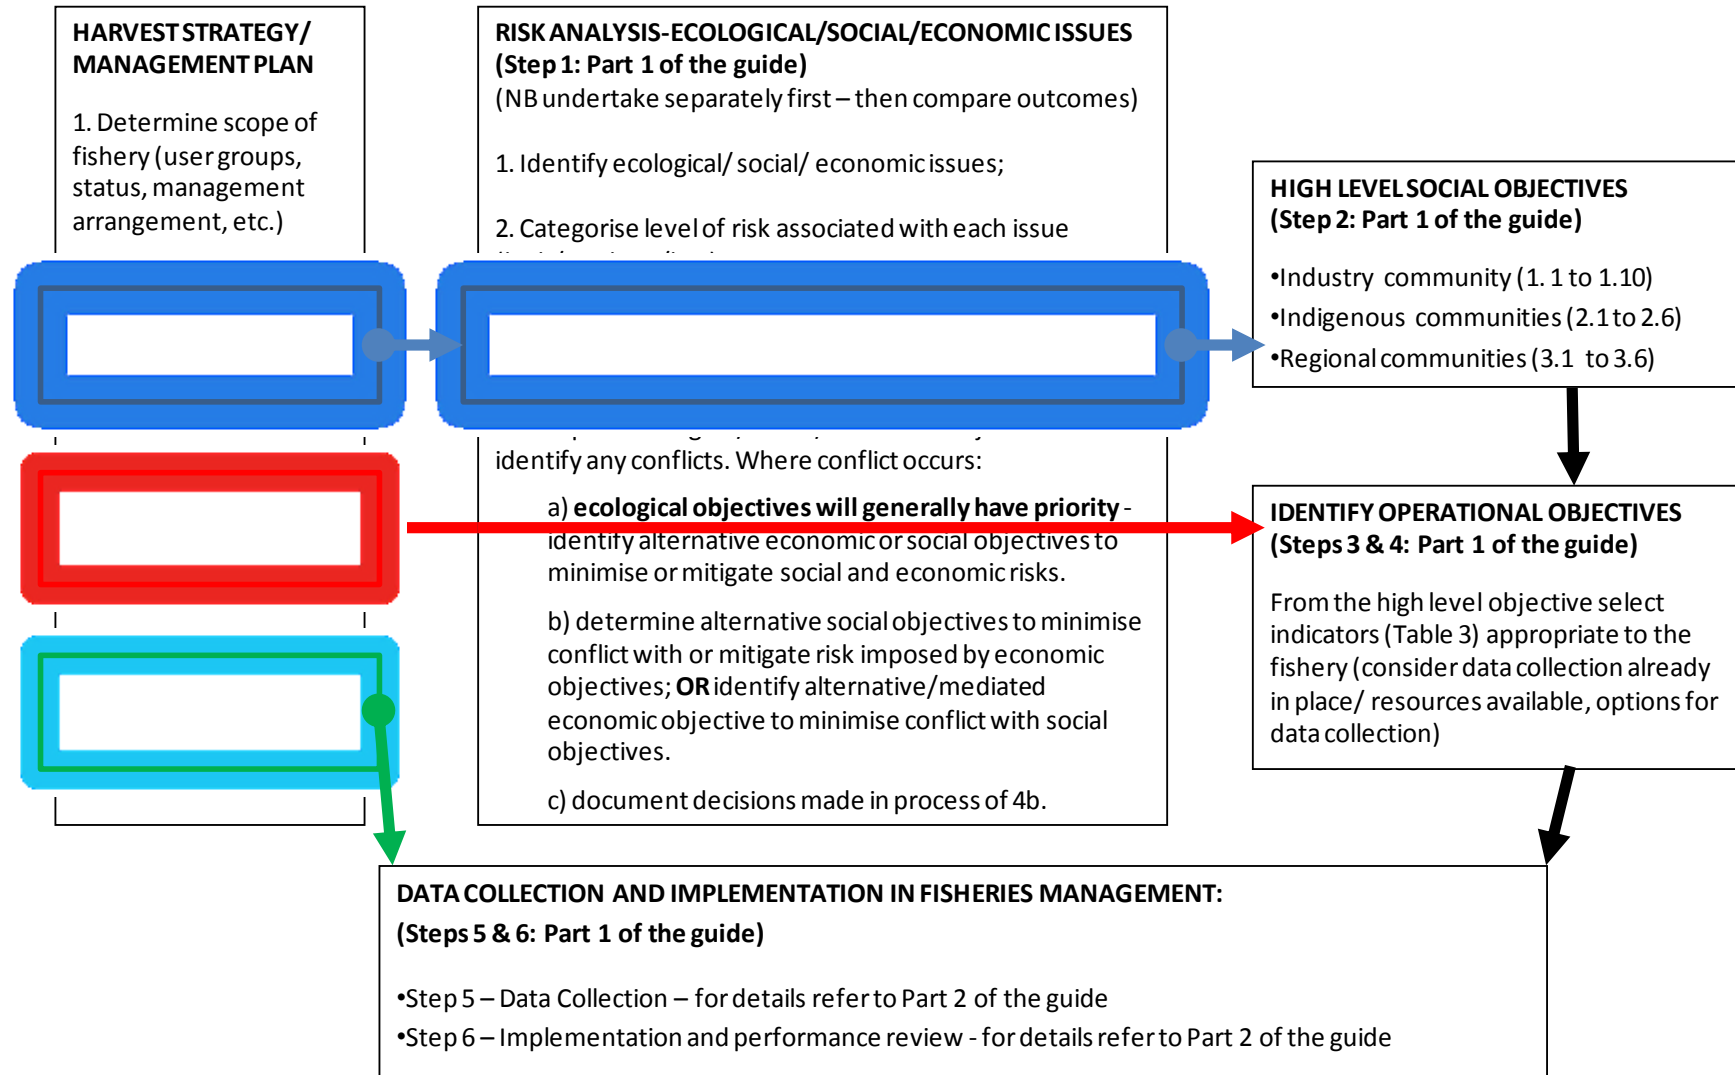 HARVEST STRATEGY/
MANAGEMENT PLAN
1. Determine scope of
fishery (user groups,
status, management
arrangement, etc.)
RISK ANALYSIS-ECOLOGICAL/SOCIAL/ECONOMIC ISSUES
(Step 1: Part 1 of the guide)
(NB undertake separately first – then compare outcomes)
1. Identify ecological/ social/ economic issues;
2. Categorise level of risk associated with each issue
identify any conflicts. Where conflict occurs:
a) ecological objectives will generally have priority -
identify alternative economic or social objectives to
minimise or mitigate social and economic risks.
b) determine alternative social objectives to minimise
conflict with or mitigate risk imposed by economic
objectives; OR identify alternative/mediated
economic objective to minimise conflict with social
objectives.
c) document decisions made in process of 4b.
HIGH LEVEL SOCIAL OBJECTIVES
(Step 2: Part 1 of the guide)
•Industry community (1. 1 to 1.10)
•Indigenous communities (2.1 to 2.6)
•Regional communities (3.1 to 3.6)
IDENTIFY OPERATIONAL OBJECTIVES
(Steps 3 & 4: Part 1 of the guide)
From the high level objective select
indicators (Table 3) appropriate to the
fishery (consider data collection already
in place/ resources available, options for
data collection)
DATA COLLECTION AND IMPLEMENTATION IN FISHERIES MANAGEMENT:
(Steps 5 & 6: Part 1 of the guide)
•Step 5 – Data Collection – for details refer to Part 2 of the guide
•Step 6 – Implementation and performance review - for details refer to Part 2 of the guide